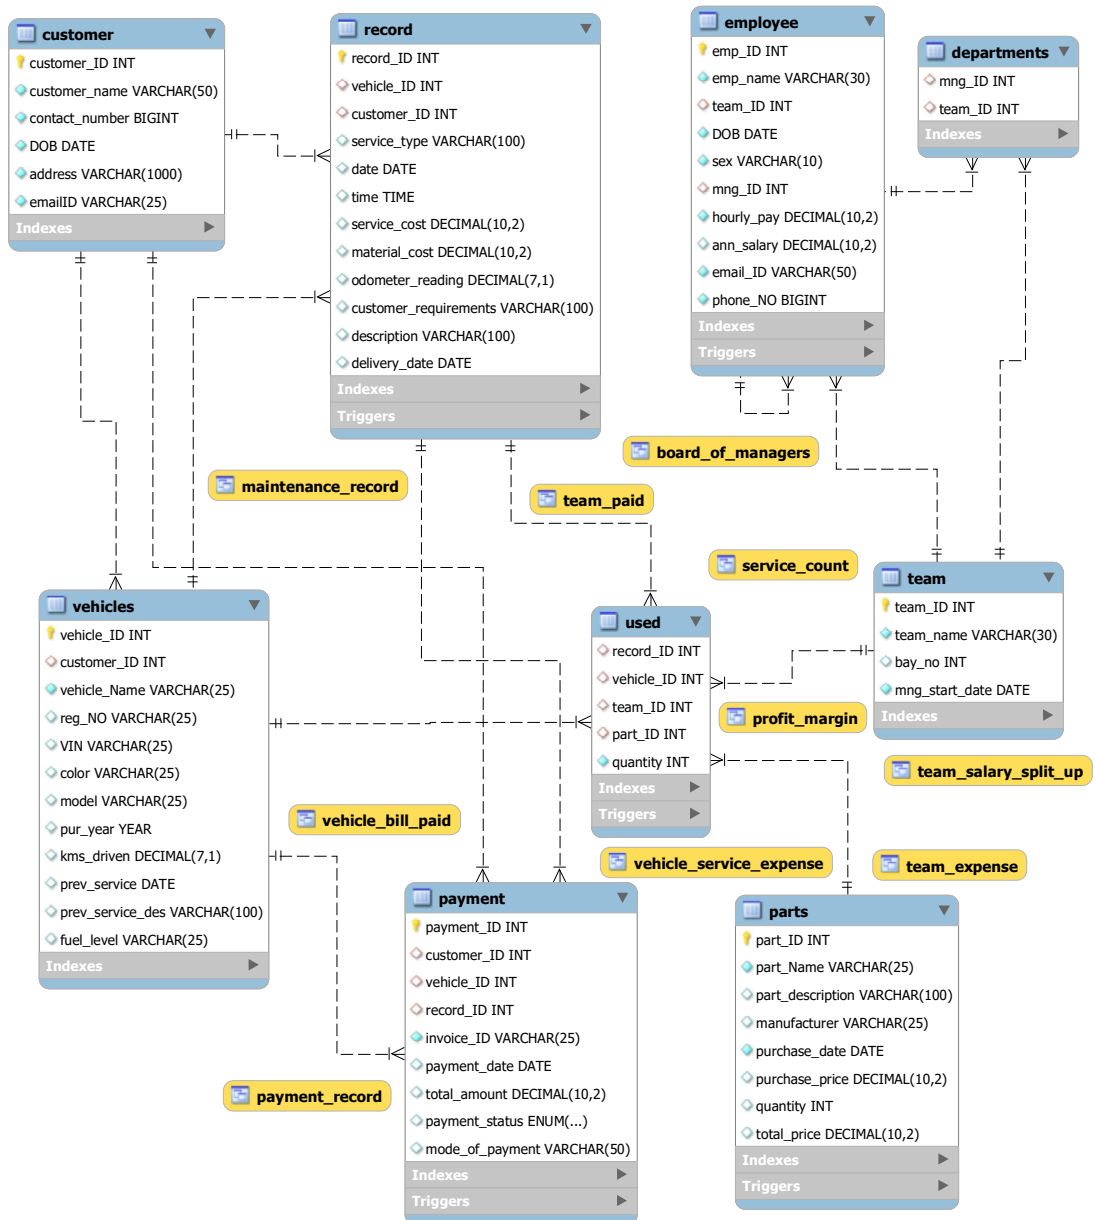 customer
customer_ID INT
customer_name VARCHAR(50)
contact_number BIGINT
DOB DATE
address VARCHAR(1000)
emailID VARCHAR(25)
Indexes
record
record_ID INT
vehicle_ID INT
customer_ID INT
service_type VARCHAR(100)
date DATE
time TIME
service_cost DECIMAL(10,2)
material_cost DECIMAL(10,2)
odometer_reading DECIMAL(7,1)
customer_requirements VARCHAR(100)
description VARCHAR(100)
delivery_date DATE
Indexes
Triggers
employee
emp_ID INT
emp_name VARCHAR(30)
team_ID INT
DOB DATE
sex VARCHAR(10)
mng_ID INT
hourly_pay DECIMAL(10,2)
ann_salary DECIMAL(10,2)
email_ID VARCHAR(50)
phone_NO BIGINT
Indexes
Triggers
departments
mng_ID INT
team_ID INT
Indexes
board_of_managers
maintenance_record
team_paid
service_count
vehicles
vehicle_ID INT
customer_ID INT
vehicle_Name VARCHAR(25)
reg_NO VARCHAR(25)
VIN VARCHAR(25)
color VARCHAR(25)
model VARCHAR(25)
pur_year YEAR
kms_driven DECIMAL(7,1)
prev_service DATE
prev_service_des VARCHAR(100)
fuel_level VARCHAR(25)
Indexes
used
record_ID INT
vehicle_ID INT
team_ID INT
part_ID INT
quantity INT
Indexes
Triggers
team
team_ID INT
team_name VARCHAR(30)
bay_no INT
mng_start_date DATE
Indexes
profit_margin
team_salary_split_up
vehicle_bill_paid
vehicle_service_expense
team_expense
payment
payment_ID INT
customer_ID INT
vehicle_ID INT
record_ID INT
invoice_ID VARCHAR(25)
payment_date DATE
total_amount DECIMAL(10,2)
payment_status ENUM(...)
mode_of_payment VARCHAR(50)
Indexes
Triggers
parts
part_ID INT
part_Name VARCHAR(25)
part_description VARCHAR(100)
manufacturer VARCHAR(25)
purchase_date DATE
purchase_price DECIMAL(10,2)
quantity INT
total_price DECIMAL(10,2)
Indexes
Triggers
payment_record